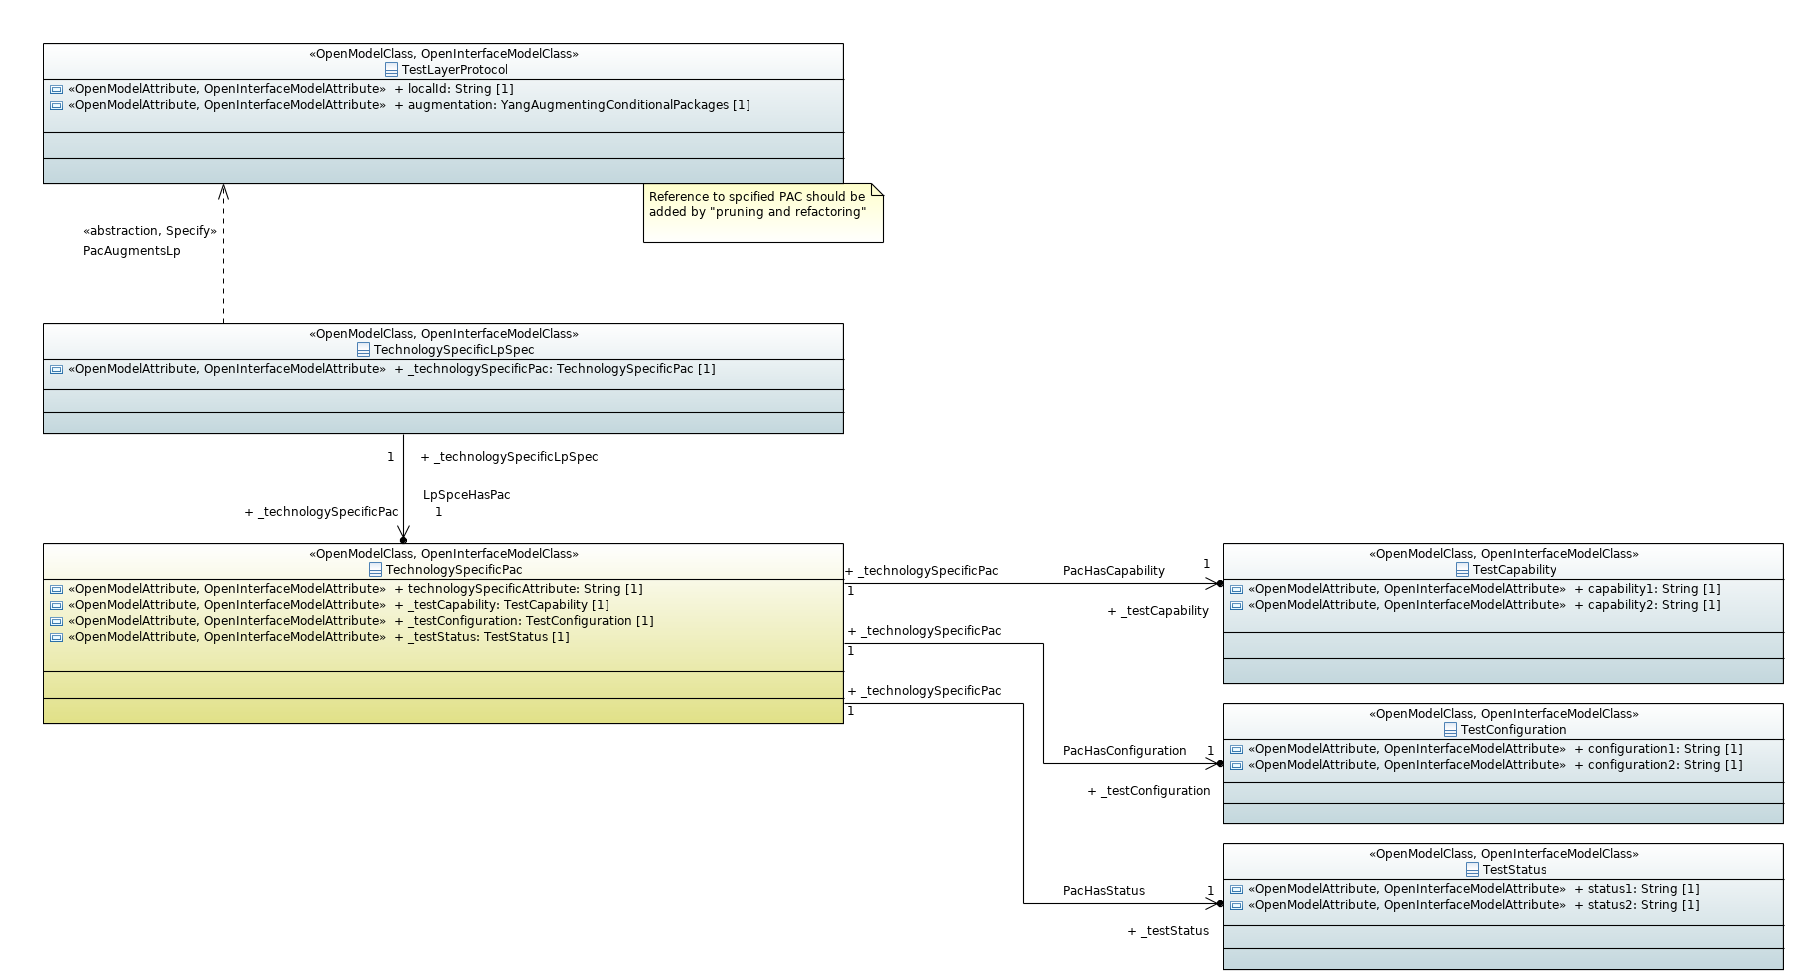 «OpenModelClass, OpenInterfaceModelClass»
TestLayerProtocol
«OpenModelAttribute, OpenInterfaceModelAttribute» + localId: String [1]
«OpenModelAttribute, OpenInterfaceModelAttribute» + augmentation: YangAugmentingConditionalPackages [1]
Reference to spcified PAC should be
added by "pruning and refactoring"
«abstraction, Specify»
PacAugmentsLp
«OpenModelClass, OpenInterfaceModelClass»
TechnologySpecificLpSpec
«OpenModelAttribute, OpenInterfaceModelAttribute» + _technologySpecificPac: TechnologySpecificPac [1]
1 + _technologySpecificLpSpec
LpSpceHasPac
+ _technologySpecificPac 1
«OpenModelClass, OpenInterfaceModelClass»
TechnologySpecificPac
«OpenModelAttribute, OpenInterfaceModelAttribute» + technologySpecificAttribute: String [1]
«OpenModelAttribute, OpenInterfaceModelAttribute» + _testCapability: TestCapability [1]
«OpenModelAttribute, OpenInterfaceModelAttribute» + _testConfiguration: TestConfiguration [1]
«OpenModelAttribute, OpenInterfaceModelAttribute» + _testStatus: TestStatus [1]
+ _technologySpecificPac PacHasCapability 1
1
+ _testCapability
+ _technologySpecificPac
1
+ _technologySpecificPac
1
PacHasConfiguration 1
+ _testConfiguration
PacHasStatus 1
+ _testStatus
«OpenModelClass, OpenInterfaceModelClass»
TestCapability
«OpenModelAttribute, OpenInterfaceModelAttribute» + capability1: String [1]
«OpenModelAttribute, OpenInterfaceModelAttribute» + capability2: String [1]
«OpenModelClass, OpenInterfaceModelClass»
TestConfiguration
«OpenModelAttribute, OpenInterfaceModelAttribute» + configuration1: String [1]
«OpenModelAttribute, OpenInterfaceModelAttribute» + configuration2: String [1]
«OpenModelClass, OpenInterfaceModelClass»
TestStatus
«OpenModelAttribute, OpenInterfaceModelAttribute» + status1: String [1]
«OpenModelAttribute, OpenInterfaceModelAttribute» + status2: String [1]